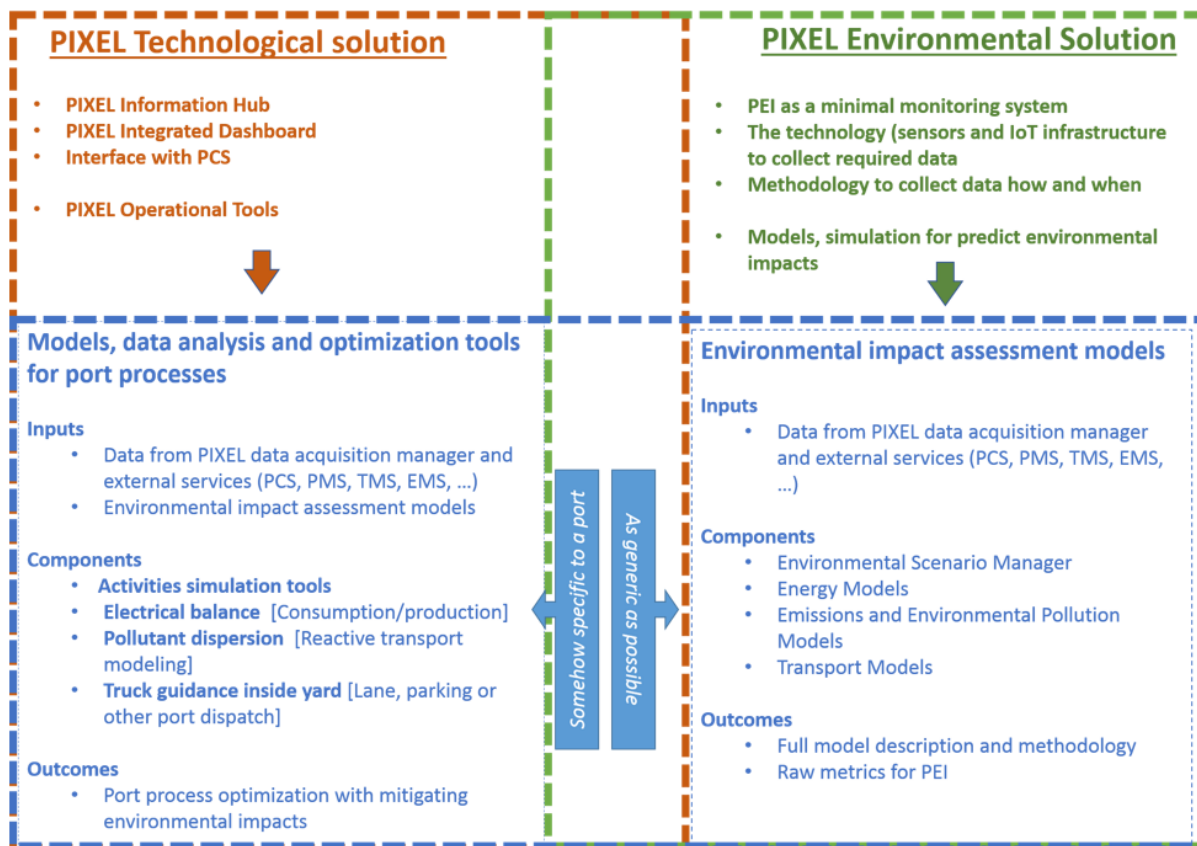 PIXEL Technological solution
• PIXEL Information Hub
• PIXEL Integrated Dashboard
• Interface with PCS
• PIXEL Operational Tools
PIXEL Environmental Solution
• PEI as a minimal monitoring system
• The technology (sensors and IoT infrastructure
to collect required data
• Methodology to collect data how and when
• Models, simulation for predict environmental
impacts
Models, data analysis and optimization tools
for port processes
Inputs
• Data from PIXEL data acquisition manager and
external services (PCS, PMS, TMS, EMS, ...)
• Environmental impact assessment models
Components
• Activities simulation tools
• Electrical balance [Consumption/production]
• Pollutant dispersion [Reactive transport
modeling]
• Truck guidance inside yard [Lane, parking or
other port dispatch]
Outcomes
• Port process optimization with mitigating
environmental impacts
Somehow specific to a port
As generic as possible
Environmental impact assessment models
Inputs
• Data from PIXEL data acquisition manager
and external services (PCS, PMS, TMS, EMS,
...)
Components
• Environmental Scenario Manager
• Energy Models
• Emissions and Environmental Pollution
Models
• Transport Models
Outcomes
• Full model description and methodology
• Raw metrics for PEI